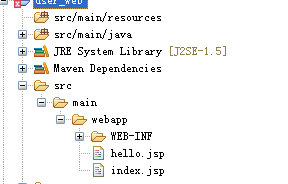 user_web
src/main/resources
src/main/java
JRE System Library [J2SE-1.5]
Maven Dependencies
src
main
webapp
WEB-INF
hello.jsp
index.jsp